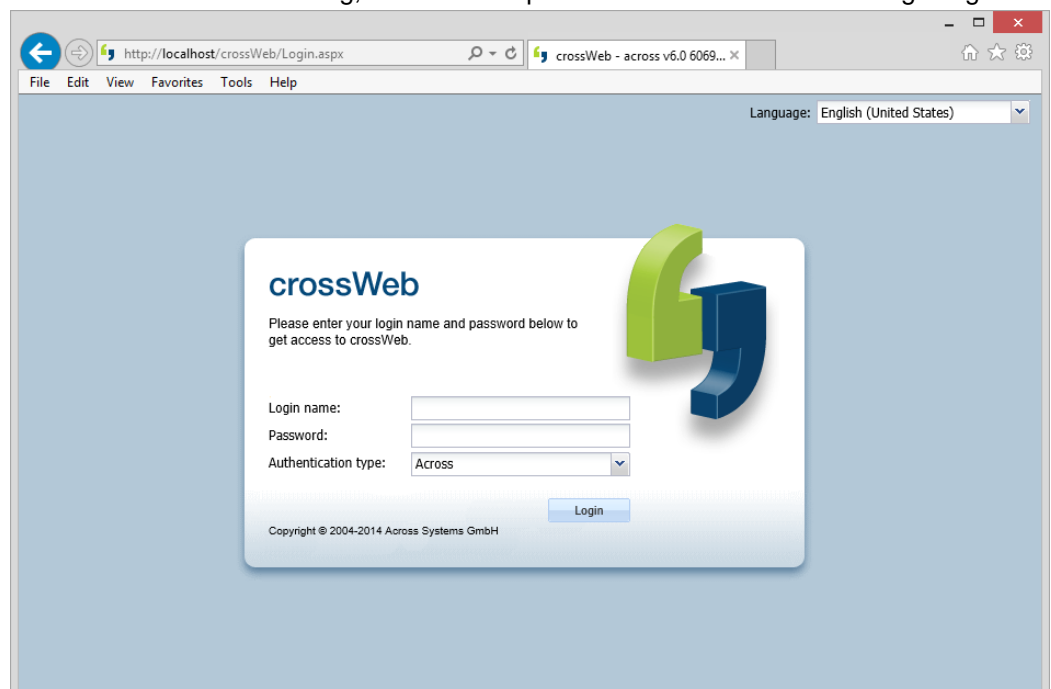 http://localhost/crossWeb/Login.aspx
crossWeb - across v6.0 6069...
File Edit View Favorites Tools Help
Language: English (United States)
crossWeb
Please enter your login name and password below to
get access to crossWeb.
Login name:
Password:
Authentication type: Across
Login
Copyright © 2004-2014 Across Systems GmbH